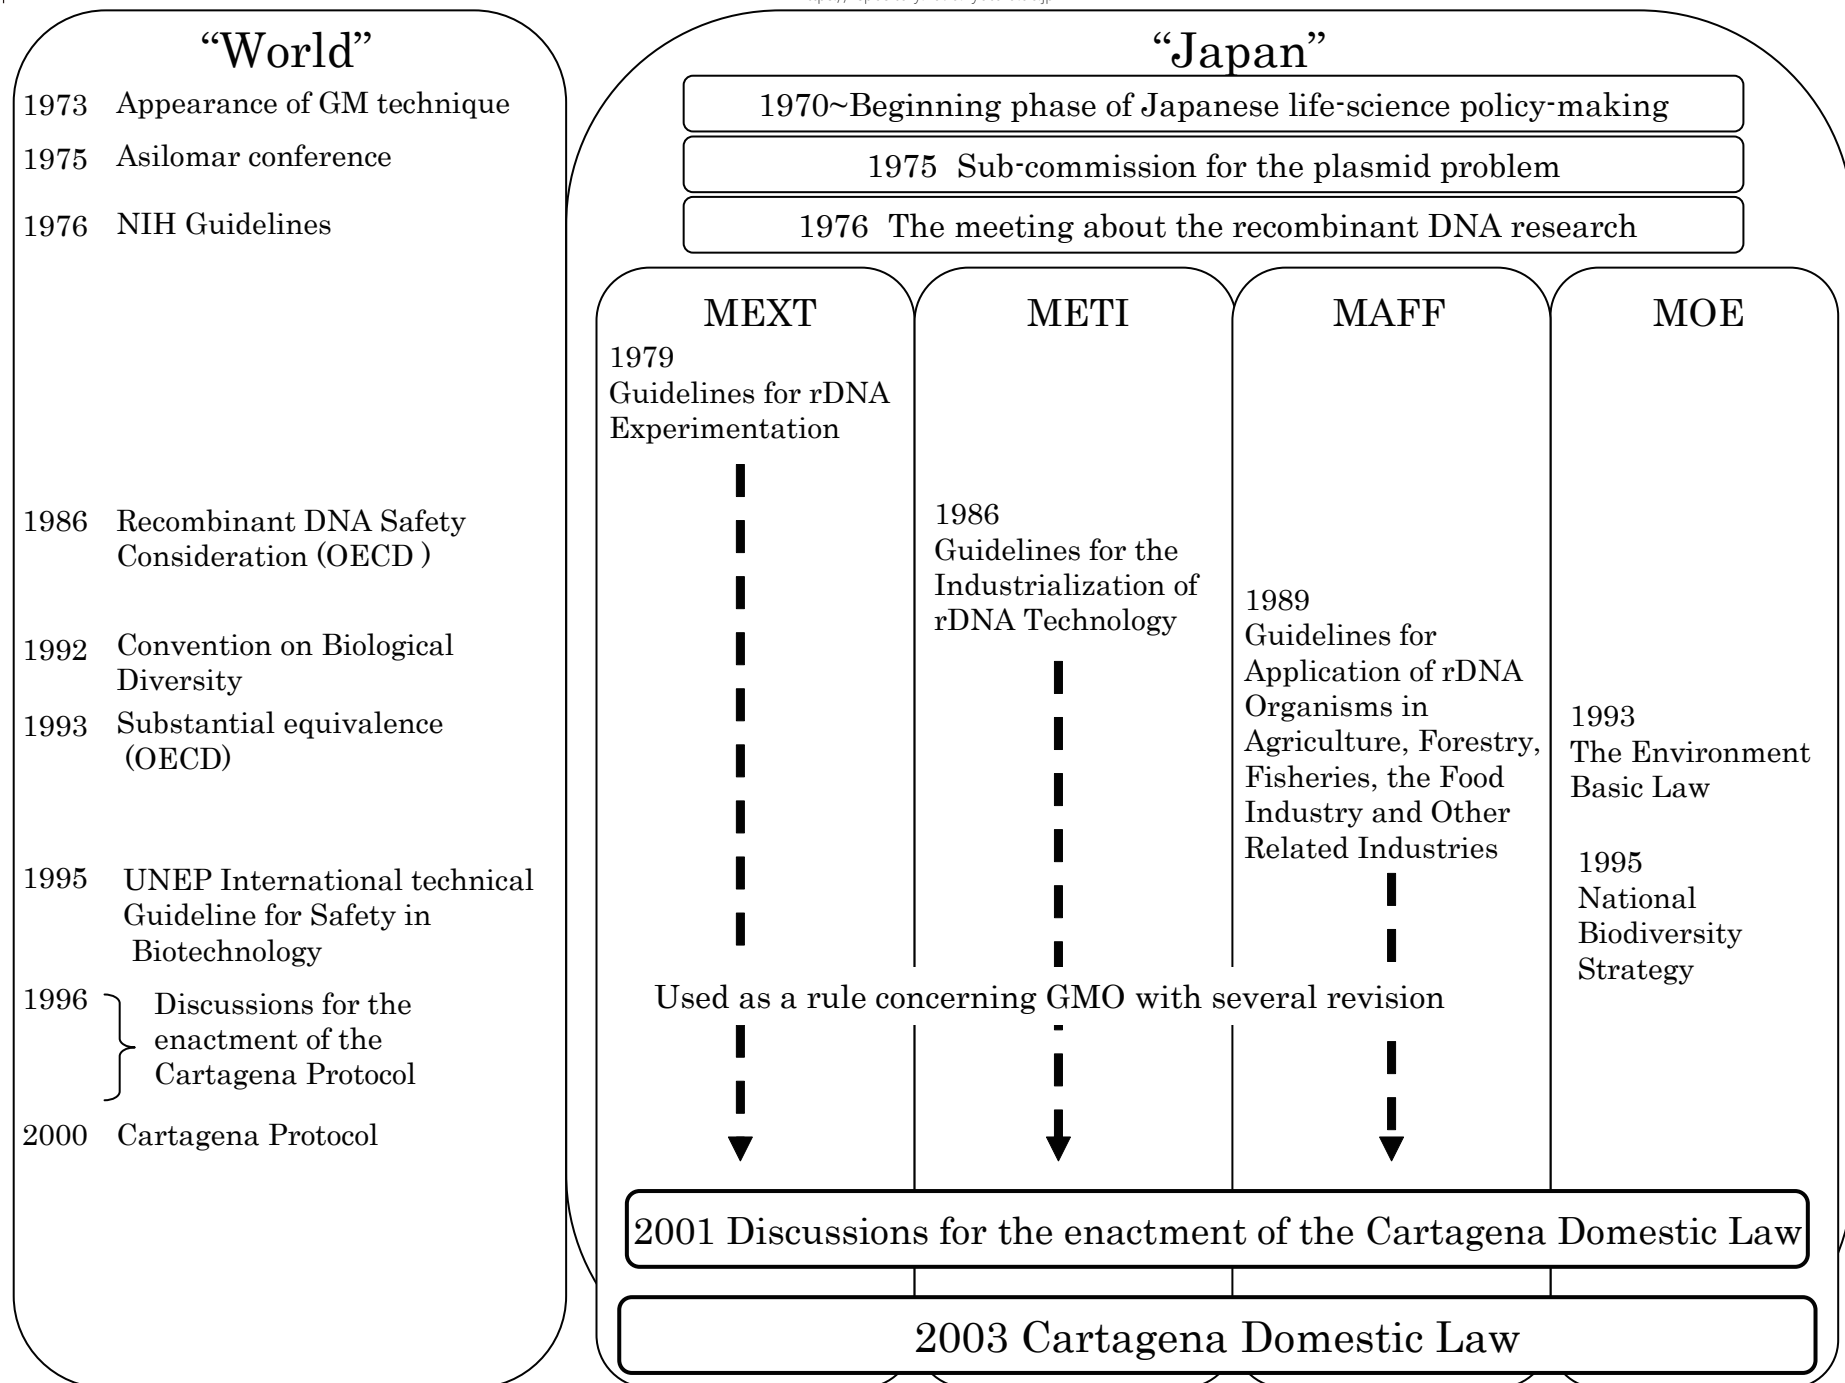 “World”
1973 Appearance of GM technique
1975 Asilomar conference
1976 NIH Guidelines
1986 Recombinant DNA Safety
Consideration (OECD )
1992 Convention on Biological
Diversity
1993 Substantial equivalence
(OECD)
1995 UNEP International technical
Guideline for Safety in
Biotechnology
1996 Discussions for the
enactment of the
Cartagena Protocol
2000 Cartagena Protocol
“Japan”
1970~Beginning phase of Japanese life-science policy-making
1975 Sub-commission for the plasmid problem
1976 The meeting about the recombinant DNA research
MEXT
1979
Guidelines for rDNA
Experimentation
METI
1986
Guidelines for the
Industrialization of
rDNA Technology
MAFF
1989
Guidelines for
Application of rDNA
Organisms in
Agriculture, Forestry,
Fisheries, the Food
Industry and Other
Related Industries
MOE
1993
The Environment
Basic Law
1995
National
Biodiversity
Strategy
Used as a rule concerning GMO with several revision
2001 Discussions for the enactment of the Cartagena Domestic Law
2003 Cartagena Domestic Law